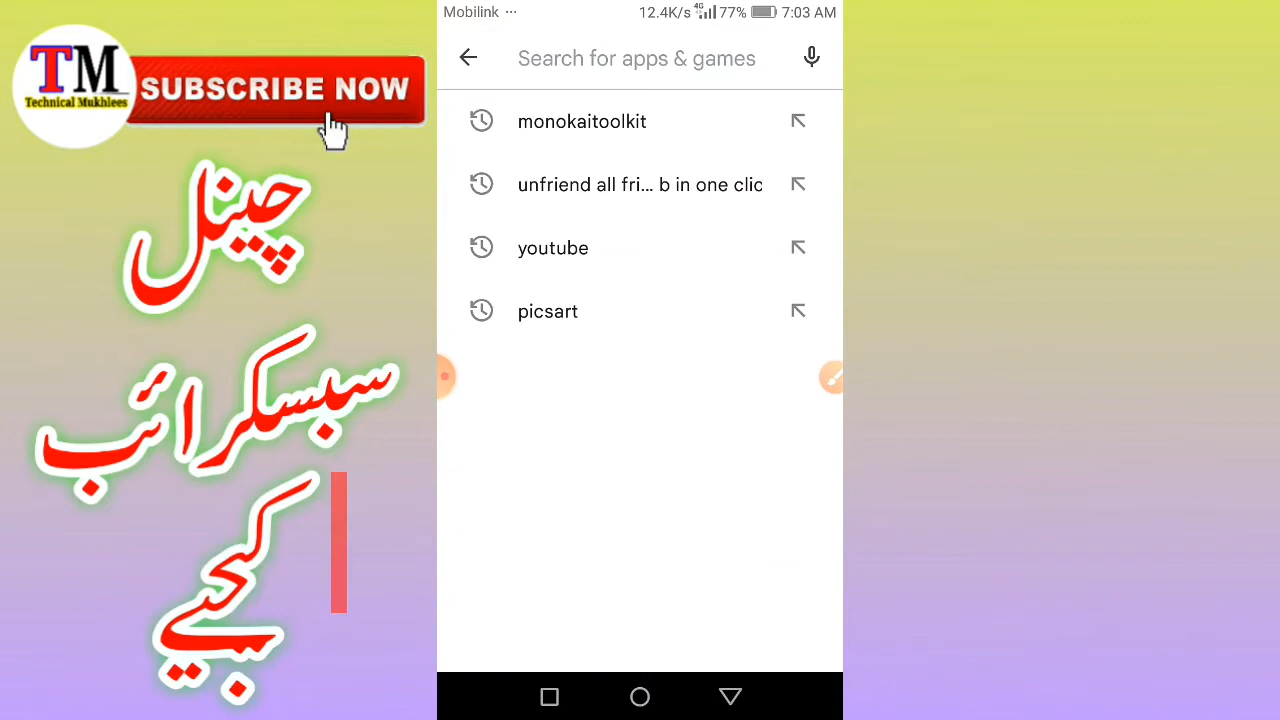 TM
Technical Mukhlees
SUBSCRIBE NOW
چینل
سبسکرائب
کیجیے
Mobilink ...
12.4K/s 4G 77% 7:03 AM
Search for apps & games
monokaitoolkit
unfriend all fri... b in one clic
youtube
picsart